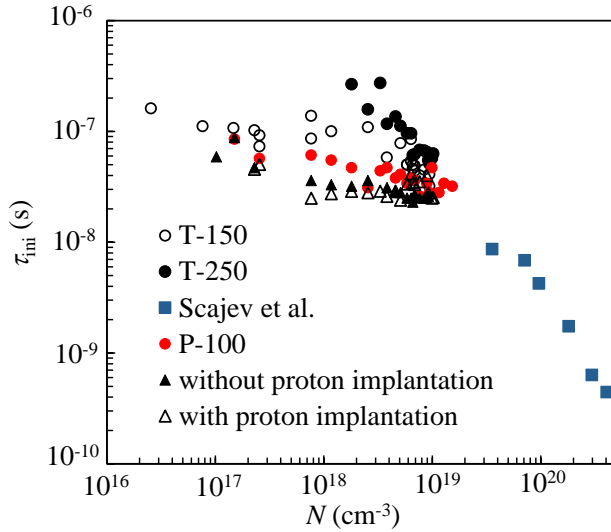 10⁻⁶
10⁻⁷
10⁻⁸
10⁻⁹
10⁻¹⁰
τini (s)
T-150
T-250
Scajev et al.
P-100
without proton implantation
with proton implantation
10¹⁶ 10¹⁷ 10¹⁸ 10¹⁹ 10²⁰
N (cm⁻³)